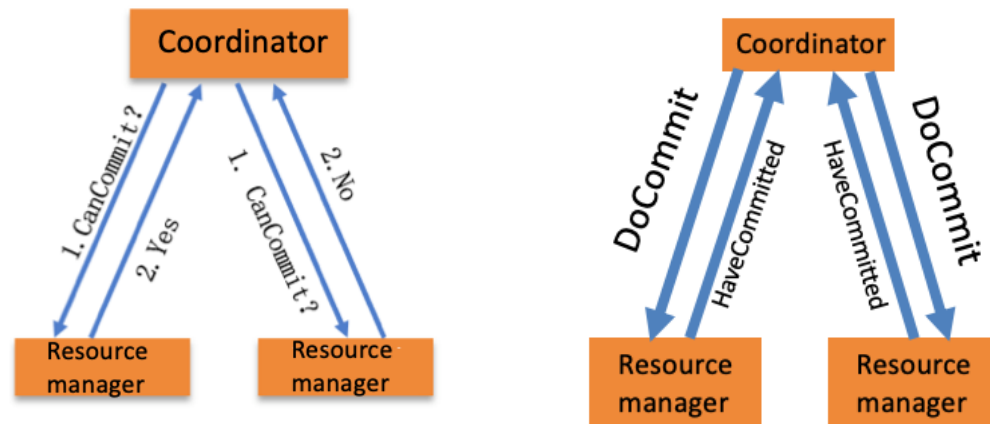 Coordinator
1. CanCommit?
2. Yes
1. CanCommit?
2. No
Resource
manager
Resource
manager
Coordinator
DoCommit
HaveCommitted
HaveCommitted
DoCommit
Resource
manager
Resource
manager